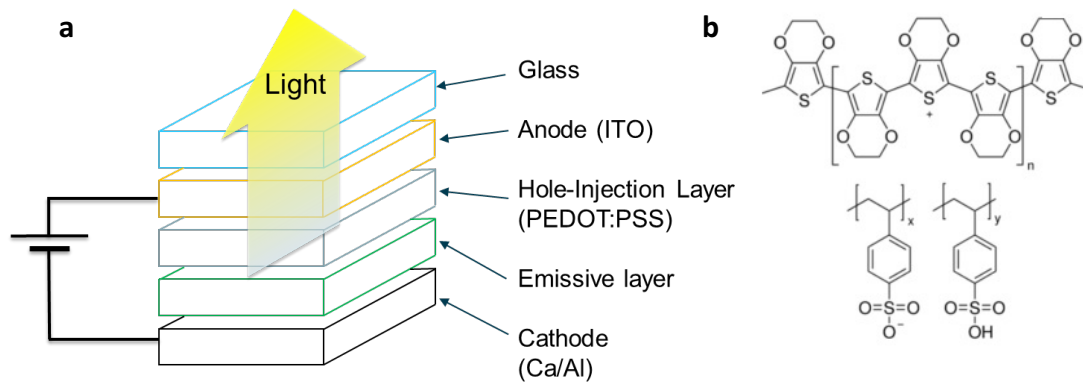 a
Light
Glass
Anode (ITO)
Hole-Injection Layer
(PEDOT:PSS)
Emissive layer
Cathode
(Ca/Al)
b
O O O O
S S S
S + S
O O O O O O
n
x y
O=S=O O=S=O
O⁻ OH